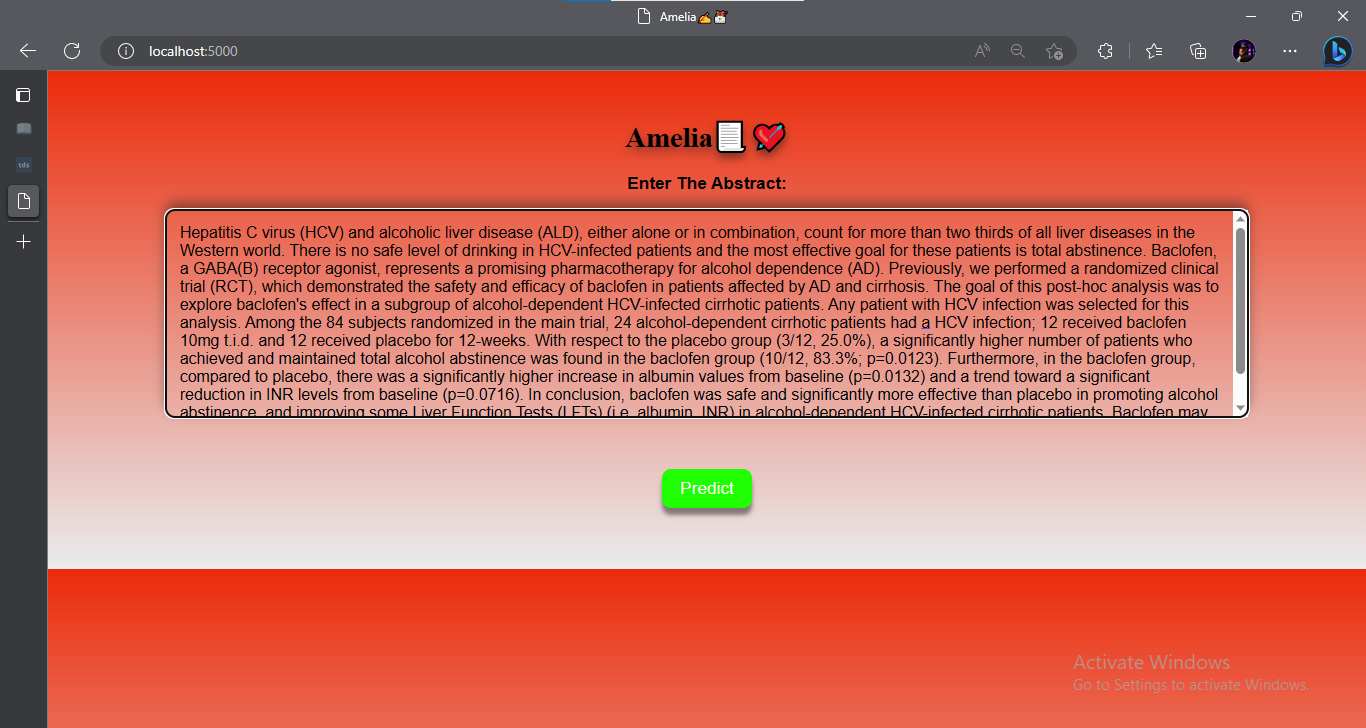 Amelia
localhost:5000
tds
Amelia
Enter The Abstract:
Hepatitis C virus (HCV) and alcoholic liver disease (ALD), either alone or in combination, count for more than two thirds of all liver diseases in the
Western world. There is no safe level of drinking in HCV-infected patients and the most effective goal for these patients is total abstinence. Baclofen,
a GABA(B) receptor agonist, represents a promising pharmacotherapy for alcohol dependence (AD). Previously, we performed a randomized clinical
trial (RCT), which demonstrated the safety and efficacy of baclofen in patients affected by AD and cirrhosis. The goal of this post-hoc analysis was to
explore baclofen's effect in a subgroup of alcohol-dependent HCV-infected cirrhotic patients. Any patient with HCV infection was selected for this
analysis. Among the 84 subjects randomized in the main trial, 24 alcohol-dependent cirrhotic patients had a HCV infection; 12 received baclofen
10mg t.i.d. and 12 received placebo for 12-weeks. With respect to the placebo group (3/12, 25.0%), a significantly higher number of patients who
achieved and maintained total alcohol abstinence was found in the baclofen group (10/12, 83.3%; p=0.0123). Furthermore, in the baclofen group,
compared to placebo, there was a significantly higher increase in albumin values from baseline (p=0.0132) and a trend toward a significant
reduction in INR levels from baseline (p=0.0716). In conclusion, baclofen was safe and significantly more effective than placebo in promoting alcohol
abstinence, and improving some Liver Function Tests (LFTs) (i.e. albumin, INR) in alcohol-dependent HCV-infected cirrhotic patients. Baclofen may
Predict
Activate Windows
Go to Settings to activate Windows.